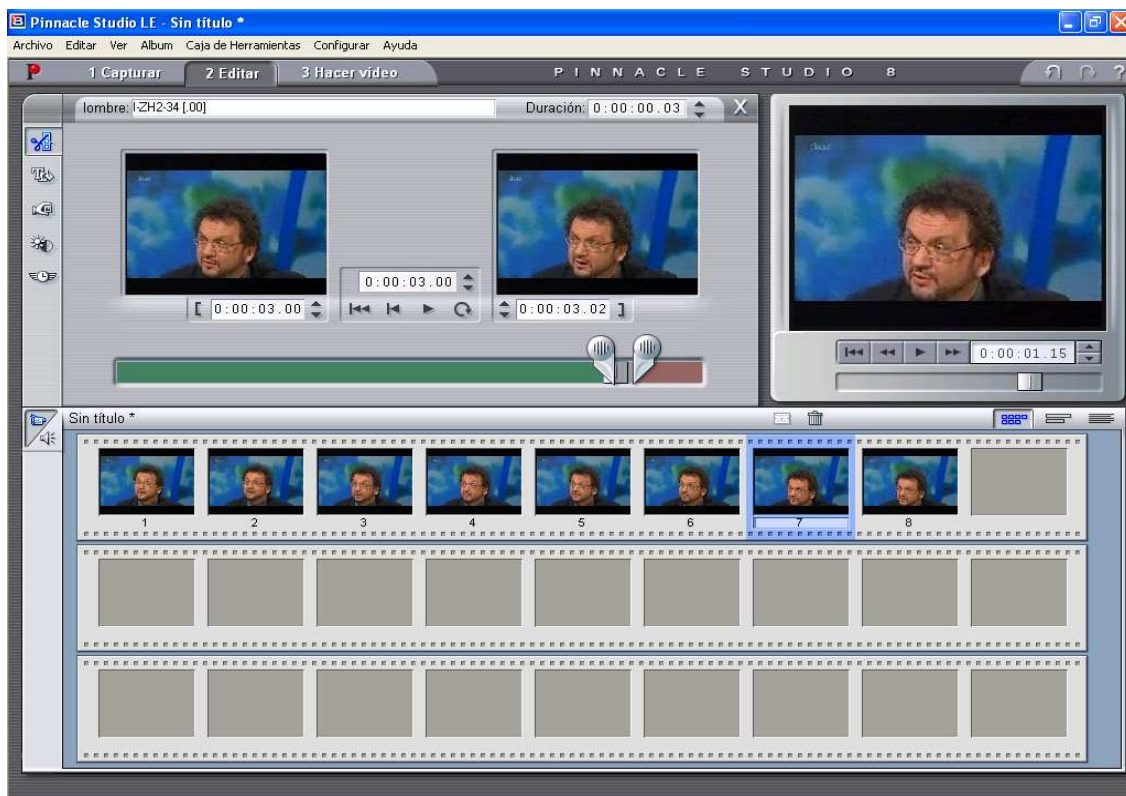 Pinnacle Studio LE - Sin título *
Archivo Editar Ver Album Caja de Herramientas Configurar Ayuda
1 Capturar 2 Editar 3 Hacer vídeo PINNACLE STUDIO 8 ?
lombre: I-ZH2-34 [.00] Duración: 0:00:00.03 X
0:00:03.00
[ 0:00:03.00 0:00:03.02 ]
0:00:01.15
Sin título *
1 2 3 4 5 6 7 8